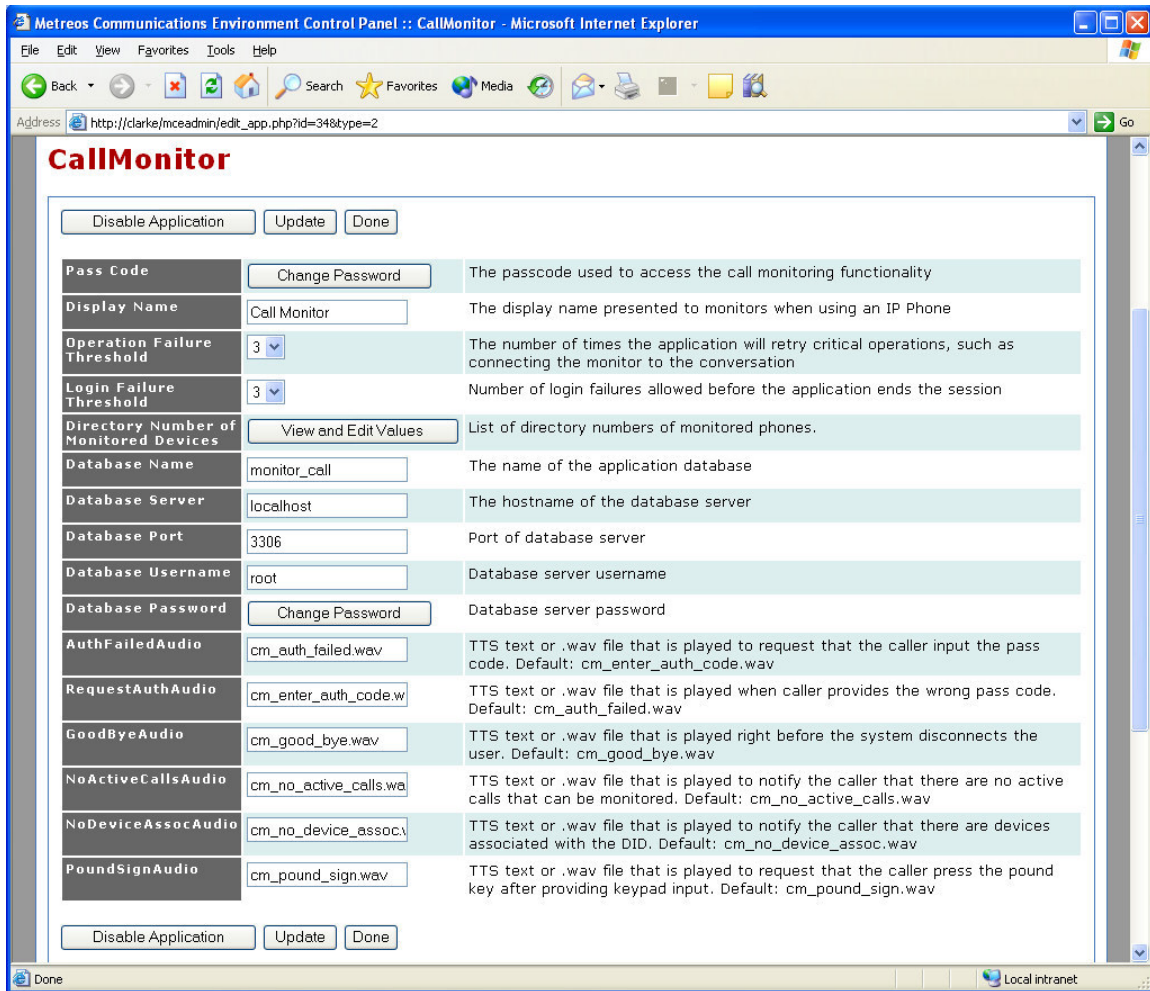 Metreos Communications Environment Control Panel :: CallMonitor - Microsoft Internet Explorer
File Edit View Favorites Tools Help
Back Search Favorites Media
Address http://clarke/mceadmin/edit_app.php?id=34&type=2 Go
CallMonitor
Disable Application Update Done
Pass Code Change Password The passcode used to access the call monitoring functionality
Display Name Call Monitor The display name presented to monitors when using an IP Phone
Operation Failure Threshold 3 The number of times the application will retry critical operations, such as
connecting the monitor to the conversation
Login Failure Threshold 3 Number of login failures allowed before the application ends the session
Directory Number of Monitored Devices View and Edit Values List of directory numbers of monitored phones.
Database Name monitor_call The name of the application database
Database Server localhost The hostname of the database server
Database Port 3306 Port of database server
Database Username root Database server username
Database Password Change Password Database server password
AuthFailedAudio cm_auth_failed.wav TTS text or .wav file that is played to request that the caller input the pass
code. Default: cm_enter_auth_code.wav
RequestAuthAudio cm_enter_auth_code.w TTS text or .wav file that is played when caller provides the wrong pass code.
Default: cm_auth_failed.wav
GoodByeAudio cm_good_bye.wav TTS text or .wav file that is played right before the system disconnects the
user. Default: cm_good_bye.wav
NoActiveCallsAudio cm_no_active_calls.wa TTS text or .wav file that is played to notify the caller that there are no active
calls that can be monitored. Default: cm_no_active_calls.wav
NoDeviceAssocAudio cm_no_device_assoc.v TTS text or .wav file that is played to notify the caller that there are devices
associated with the DID. Default: cm_no_device_assoc.wav
PoundSignAudio cm_pound_sign.wav TTS text or .wav file that is played to request that the caller press the pound
key after providing keypad input. Default: cm_pound_sign.wav
Disable Application Update Done
Done Local intranet